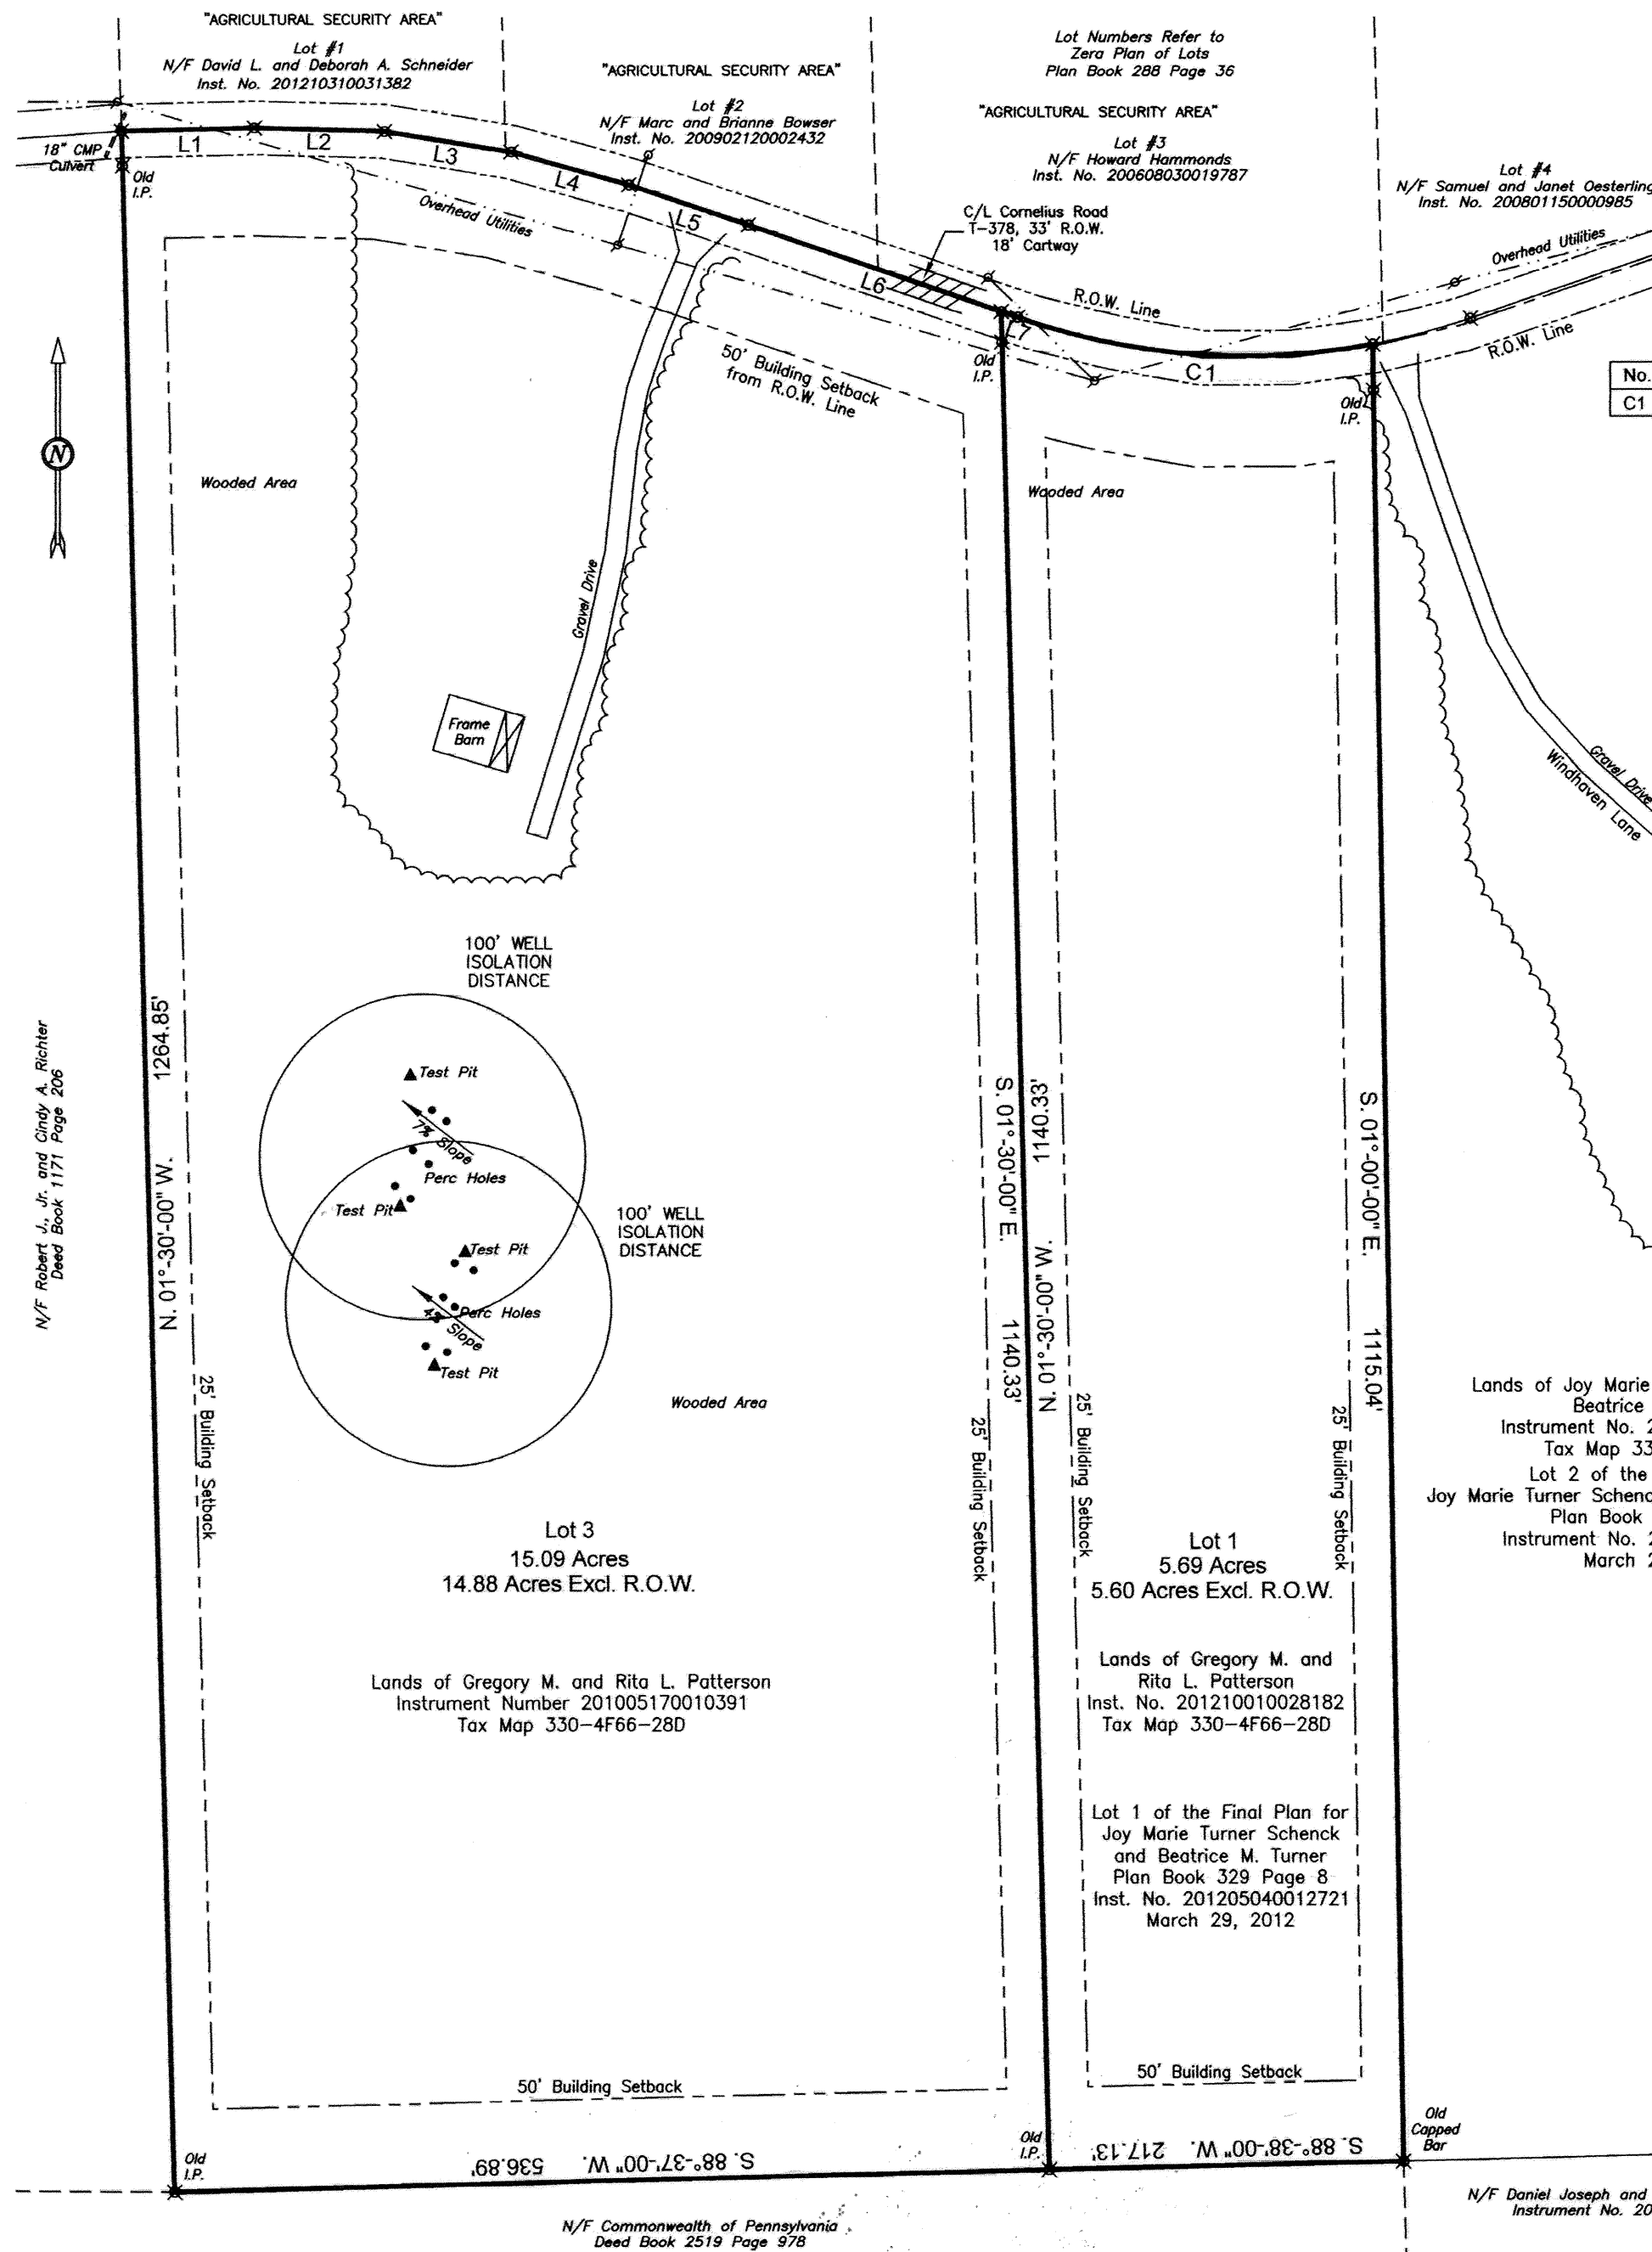 "AGRICULTURAL SECURITY AREA"
Lot #1
N/F David L. and Deborah A. Schneider
Inst. No. 201210310031382
"AGRICULTURAL SECURITY AREA"
Lot #2
N/F Marc and Brianne Bowser
Inst. No. 200902120002432
Lot Numbers Refer to
Zera Plan of Lots
Plan Book 288 Page 36
"AGRICULTURAL SECURITY AREA"
Lot #3
N/F Howard Hammonds
Inst. No. 200608030019787
Lot #4
N/F Samuel and Janet Oesterling
Inst. No. 200801150000985
18" CMP
Culvert
Old
I.P.
L1
L2
L3
L4
L5
L6
Overhead Utilities
C/L Cornelius Road
T-378, 33' R.O.W.
18' Cartway
R.O.W. Line
Overhead Utilities
R.O.W. Line
Old
I.P.
L7
C1
Old
I.P.
No.
C1
50' Building Setback
from R.O.W. Line
N
Wooded Area
Wooded Area
Gravel Drive
Frame
Barn
Gravel Drive
Windhaven Lane
100' WELL
ISOLATION
DISTANCE
Test Pit
7% Slope
Perc Holes
Test Pit
100' WELL
ISOLATION
DISTANCE
Test Pit
Perc Holes
4% Slope
Test Pit
N/F Robert J., Jr. and Cindy A. Richter
Deed Book 1171 Page 206
N. 01°-30'-00" W. 1264.85'
25' Building Setback
Wooded Area
S. 01°-30'-00" E. 1140.33'
N. 01°-30'-00" W. 1140.33'
25' Building Setback
25' Building Setback
S. 01°-00'-00" E. 1115.04'
25' Building Setback
Lot 3
15.09 Acres
14.88 Acres Excl. R.O.W.
Lands of Gregory M. and Rita L. Patterson
Instrument Number 201005170010391
Tax Map 330-4F66-28D
Lot 1
5.69 Acres
5.60 Acres Excl. R.O.W.
Lands of Gregory M. and
Rita L. Patterson
Inst. No. 201210010028182
Tax Map 330-4F66-28D
Lot 1 of the Final Plan for
Joy Marie Turner Schenck
and Beatrice M. Turner
Plan Book 329 Page 8
Inst. No. 201205040012721
March 29, 2012
Lands of Joy Marie
Beatrice
Instrument No. 2
Tax Map 33
Lot 2 of the
Joy Marie Turner Schenc
Plan Book
Instrument No. 2
March 2
50' Building Setback
50' Building Setback
Old
I.P.
S. 88°-37'-00" W. 536.89'
Old
I.P.
S. 88°-38'-00" W. 217.13'
Old
Capped
Bar
N/F Commonwealth of Pennsylvania
Deed Book 2519 Page 978
N/F Daniel Joseph and
Instrument No. 20